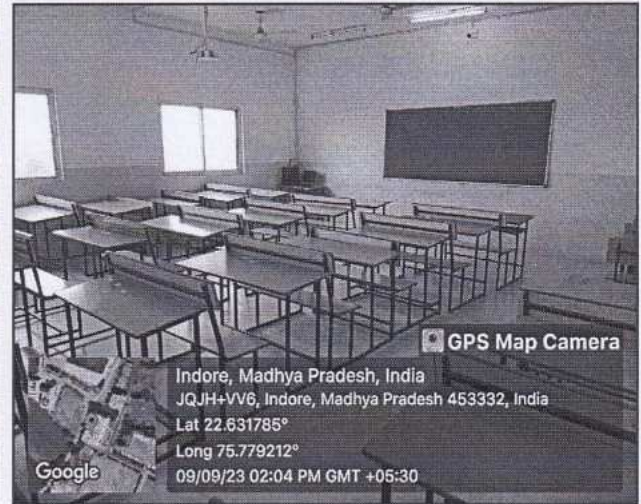 GPS Map Camera
Indore, Madhya Pradesh, India
JQJH+VV6, Indore, Madhya Pradesh 453332, India
Lat 22.631785°
Long 75.779212°
09/09/23 02:04 PM GMT +05:30
Google